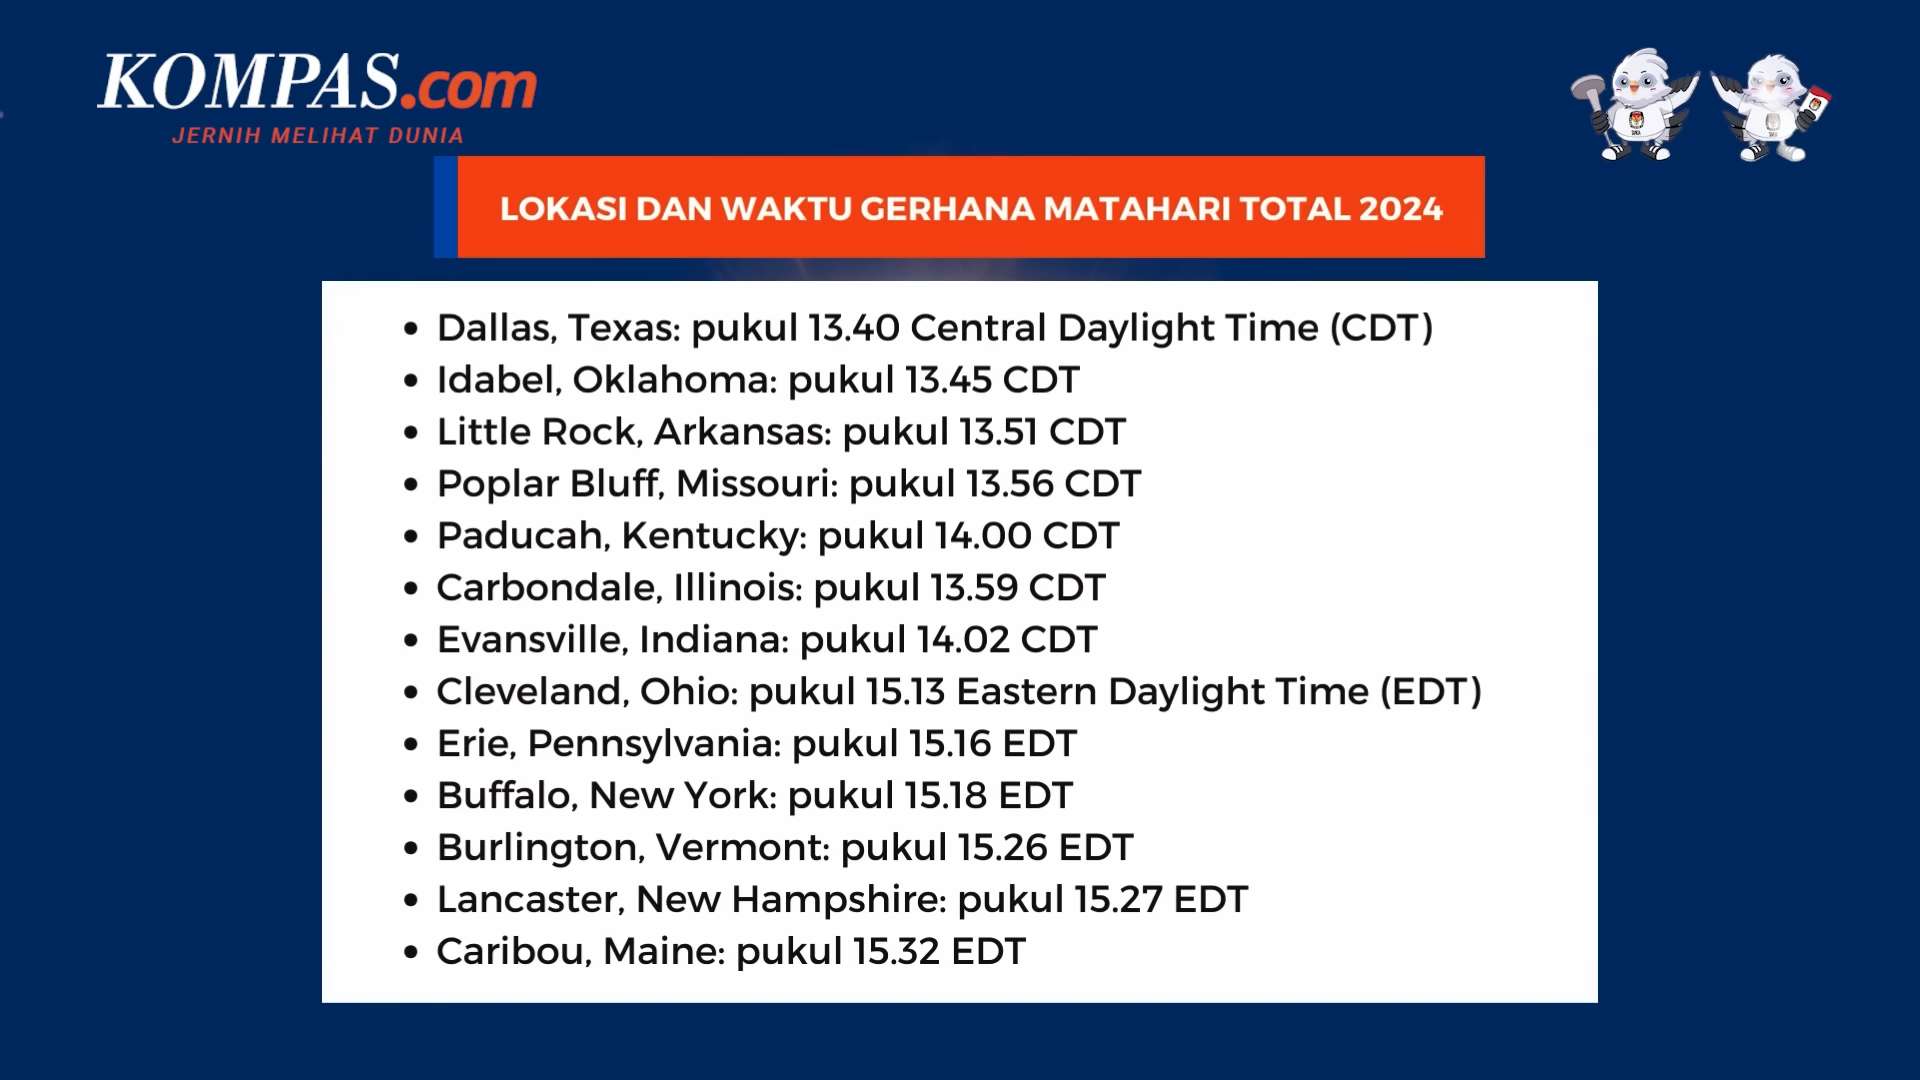 KOMPAS.com
JERNIH MELIHAT DUNIA
LOKASI DAN WAKTU GERHANA MATAHARI TOTAL 2024
• Dallas, Texas: pukul 13.40 Central Daylight Time (CDT)
• Idabel, Oklahoma: pukul 13.45 CDT
• Little Rock, Arkansas: pukul 13.51 CDT
• Poplar Bluff, Missouri: pukul 13.56 CDT
• Paducah, Kentucky: pukul 14.00 CDT
• Carbondale, Illinois: pukul 13.59 CDT
• Evansville, Indiana: pukul 14.02 CDT
• Cleveland, Ohio: pukul 15.13 Eastern Daylight Time (EDT)
• Erie, Pennsylvania: pukul 15.16 EDT
• Buffalo, New York: pukul 15.18 EDT
• Burlington, Vermont: pukul 15.26 EDT
• Lancaster, New Hampshire: pukul 15.27 EDT
• Caribou, Maine: pukul 15.32 EDT